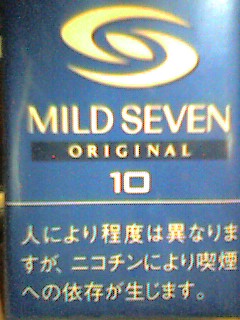 MILD SEVEN
ORIGINAL
10
人により程度は異なりま
すが、ニコチンにより喫煙
への依存が生じます。